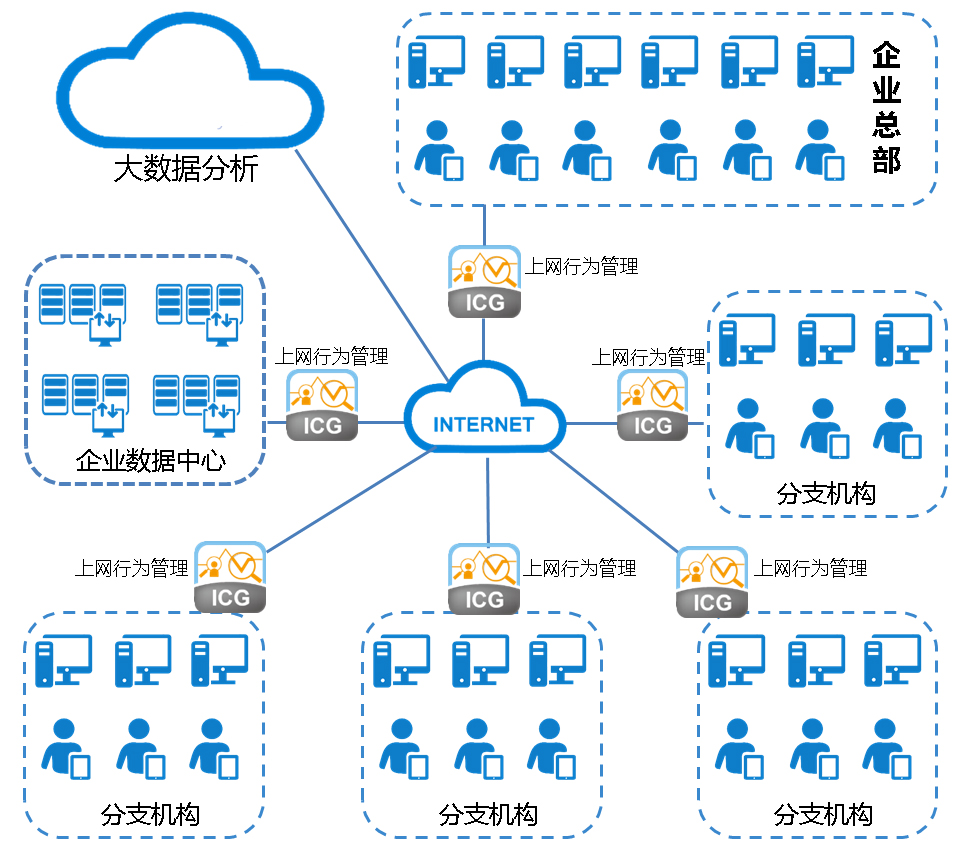 大数据分析
企业总部
上网行为管理
ICG
上网行为管理
ICG
INTERNET
上网行为管理
ICG
企业数据中心
分支机构
上网行为管理
ICG
上网行为管理
ICG
上网行为管理
ICG
分支机构
分支机构
分支机构